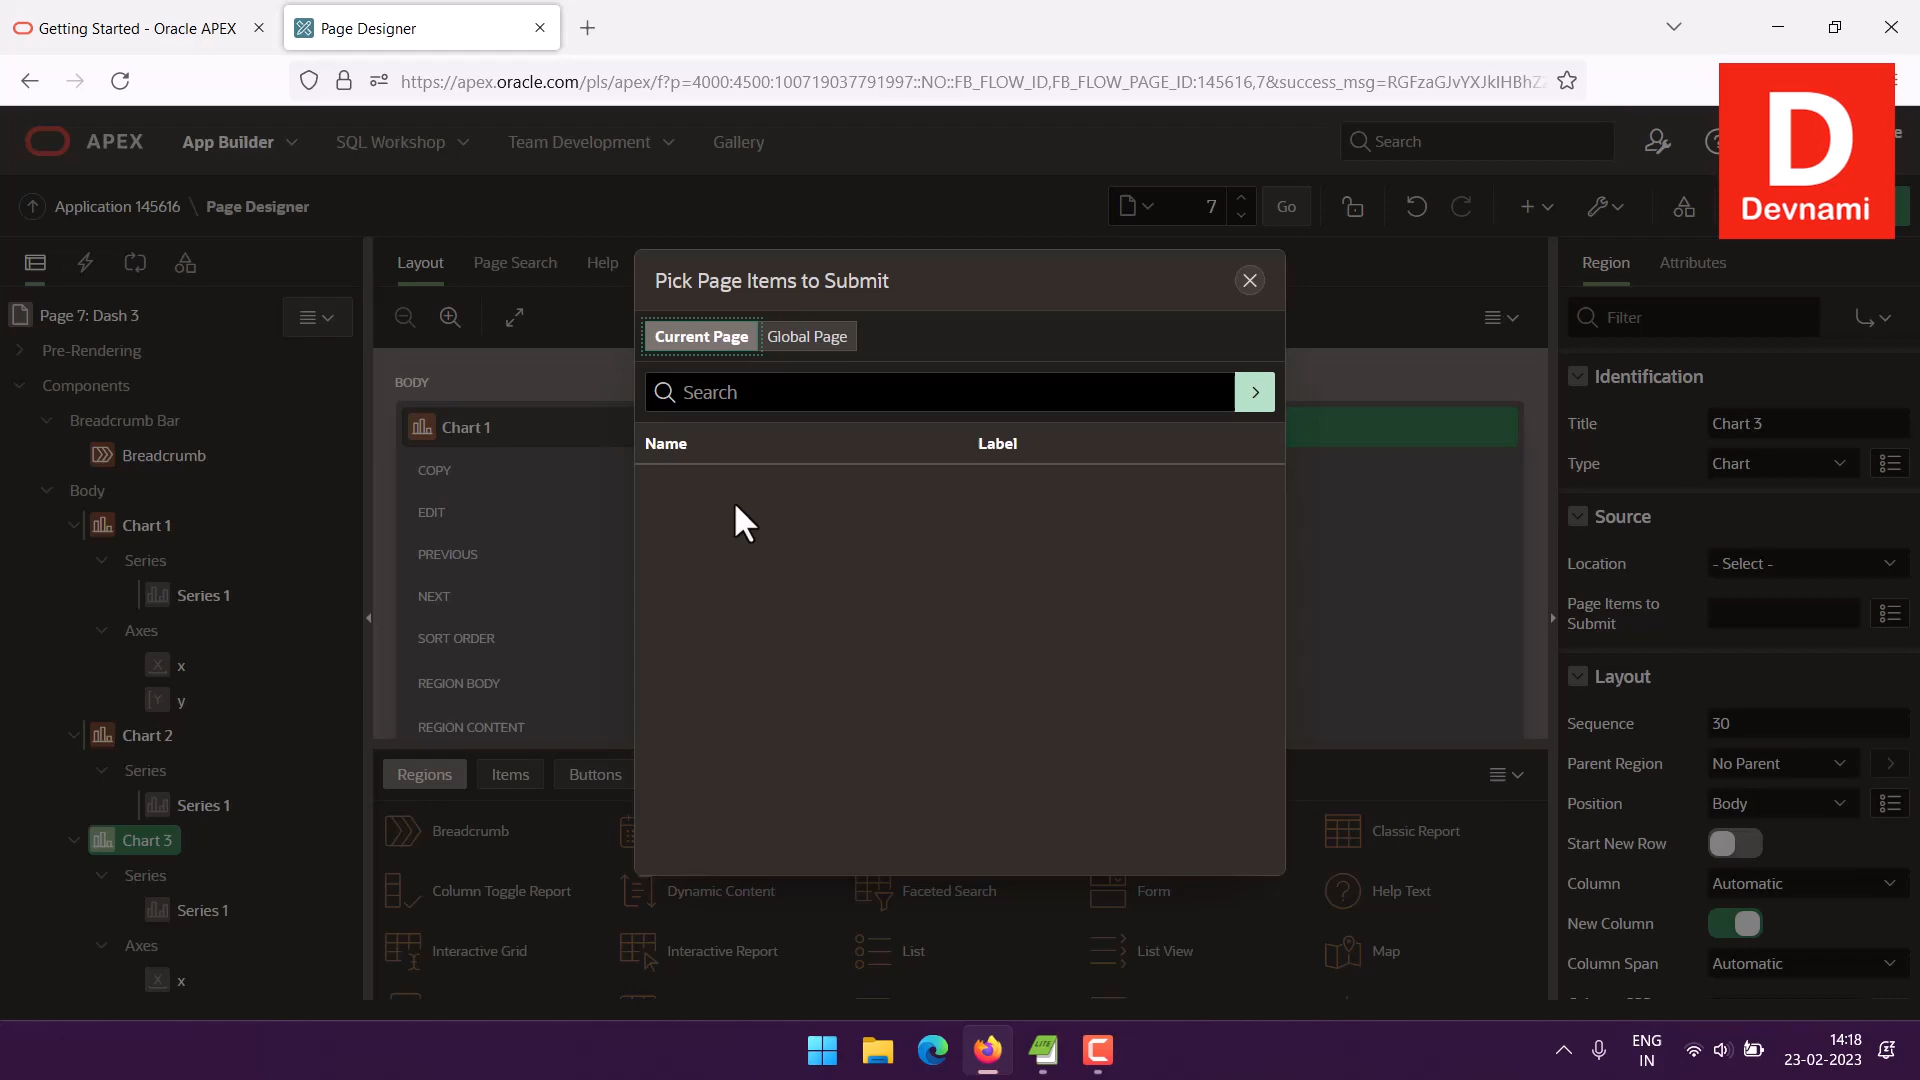 Getting Started - Oracle APEX
Page Designer
https://apex.oracle.com/pls/apex/f?p=4000:4500:100719037791997::NO::FB_FLOW_ID,FB_FLOW_PAGE_ID:145616,7&success_msg=RGFzaGJvYXJkIHBhZ2
D
Devnami
APEX
App Builder
SQL Workshop
Team Development
Gallery
Search
Application 145616 \ Page Designer
7
Go
Layout
Page Search
Help
Region
Attributes
Page 7: Dash 3
Pre-Rendering
Components
Breadcrumb Bar
Breadcrumb
Body
Chart 1
Series
Series 1
Axes
x
y
Chart 2
Series
Series 1
Chart 3
Series
Series 1
Axes
x
BODY
Chart 1
COPY
EDIT
PREVIOUS
NEXT
SORT ORDER
REGION BODY
REGION CONTENT
Pick Page Items to Submit
Current Page
Global Page
Search
Name
Label
Regions
Items
Buttons
Breadcrumb
Classic Report
Column Toggle Report
Dynamic Content
Faceted Search
Form
Help Text
Interactive Grid
Interactive Report
List
List View
Map
Filter
Identification
Title
Chart 3
Type
Chart
Source
Location
- Select -
Page Items to
Submit
Layout
Sequence
30
Parent Region
No Parent
Position
Body
Start New Row
Column
Automatic
New Column
Column Span
Automatic
LITE
ENG
IN
14:18
23-02-2023